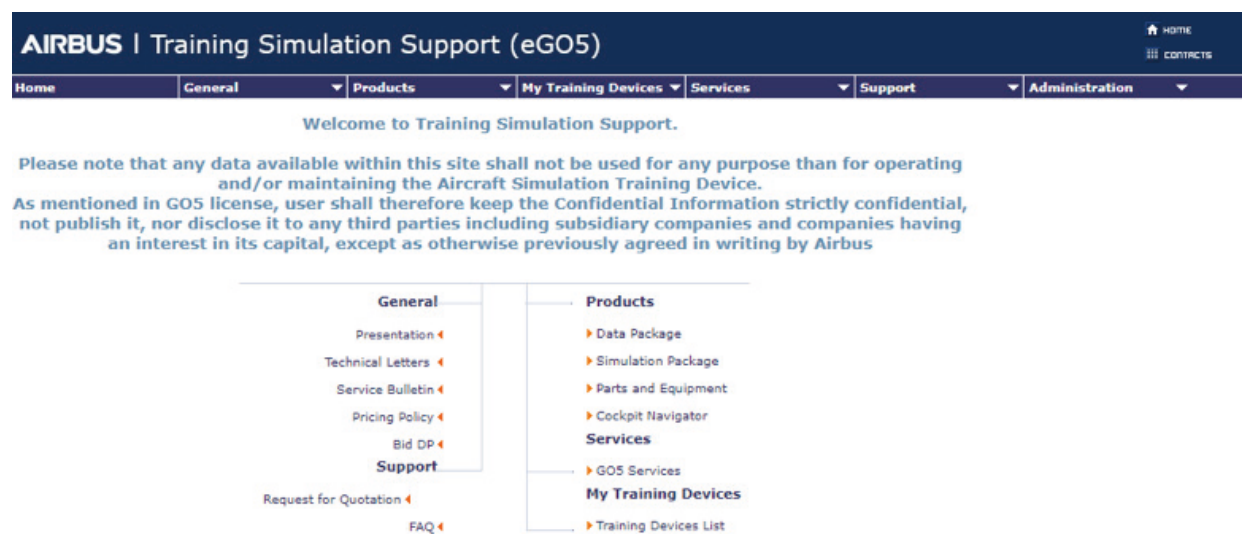 AIRBUS | Training Simulation Support (eGO5)
HOME
CONTACTS
Home General Products My Training Devices Services Support Administration
Welcome to Training Simulation Support.
Please note that any data available within this site shall not be used for any purpose than for operating
and/or maintaining the Aircraft Simulation Training Device.
As mentioned in GO5 license, user shall therefore keep the Confidential Information strictly confidential,
not publish it, nor disclose it to any third parties including subsidiary companies and companies having
an interest in its capital, except as otherwise previously agreed in writing by Airbus
General
Presentation
Technical Letters
Service Bulletin
Pricing Policy
Bid DP
Support
Request for Quotation
FAQ
Products
Data Package
Simulation Package
Parts and Equipment
Cockpit Navigator
Services
GO5 Services
My Training Devices
Training Devices List